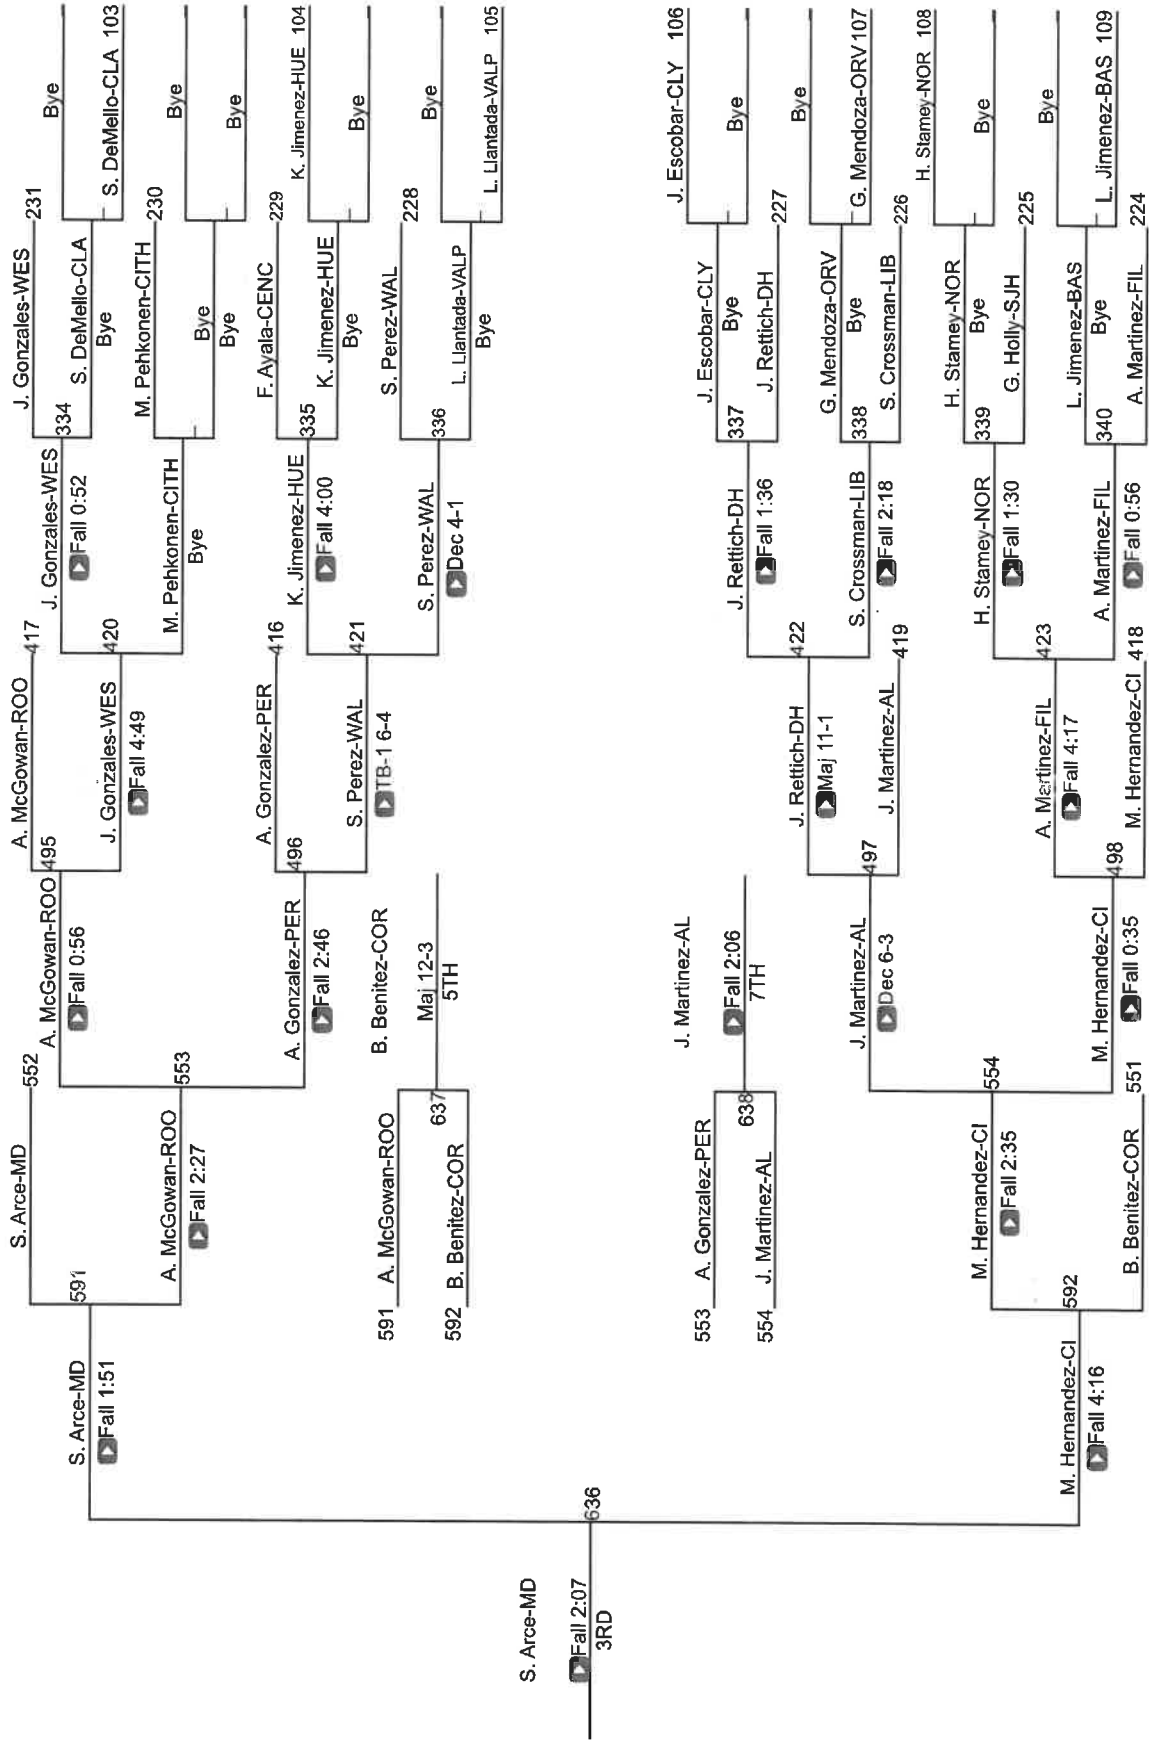 S. Arce-MD
Fall 2:07
3RD
636
S. Arce-MD
Fall 1:51
M. Hernandez-CI
Fall 4:16
591
592
S. Arce-MD 552
A. McGowan-ROO
Fall 2:27
591 A. McGowan-ROO
592 B. Benitez-COR
553 A. Gonzalez-PER
554 J. Martinez-AL
M. Hernandez-CI
Fall 2:35
B. Benitez-COR 551
553
637
638
554
A. McGowan-ROO
Fall 0:56
A. Gonzalez-PER
Fall 2:46
B. Benitez-COR
Maj 12-3
5TH
J. Martinez-AL
Fall 2:06
7TH
J. Martinez-AL
Dec 6-3
M. Hernandez-CI
Fall 0:35
495
496
497
498
A. McGowan-ROO 417
J. Gonzales-WES
Fall 4:49
A. Gonzalez-PER 416
S. Perez-WAL
TB-1 6-4
J. Rettich-DH
Maj 11-1
J. Martinez-AL 419
A. Martinez-FIL
Fall 4:17
M. Hernandez-CI 418
420
421
422
423
J. Gonzales-WES
Fall 0:52
M. Pehkonen-CITH
Bye
K. Jimenez-HUE
Fall 4:00
S. Perez-WAL
Dec 4-1
J. Rettich-DH
Fall 1:36
S. Crossman-LIB
Fall 2:18
H. Stamey-NOR
Fall 1:30
A. Martinez-FIL
Fall 0:56
334
335
336
337
338
339
340
J. Gonzales-WES 231
S. DeMello-CLA
Bye
M. Pehkonen-CITH 230
Bye
Bye
F. Ayala-CENC 229
K. Jimenez-HUE
Bye
S. Perez-WAL 228
L. Llantada-VALP
Bye
J. Escobar-CLY
Bye
J. Rettich-DH 227
G. Mendoza-ORV
Bye
S. Crossman-LIB 226
H. Stamey-NOR
Bye
G. Holly-SJH 225
L. Jimenez-BAS
Bye
A. Martinez-FIL 224
Bye
S. DeMello-CLA 103
Bye
Bye
K. Jimenez-HUE 104
Bye
Bye
L. Llantada-VALP 105
J. Escobar-CLY 106
Bye
Bye
G. Mendoza-ORV 107
H. Stamey-NOR 108
Bye
Bye
L. Jimenez-BAS 109